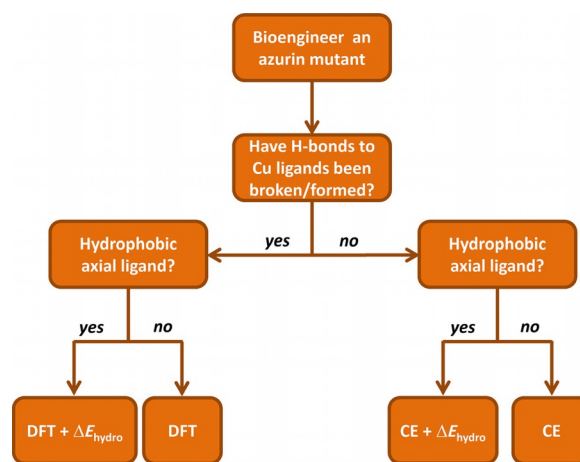 Bioengineer an
azurin mutant
Have H-bonds to
Cu ligands been
broken/formed?
yes no
Hydrophobic
axial ligand?
Hydrophobic
axial ligand?
yes no
yes no
DFT + ΔEhydro
DFT
CE + ΔEhydro
CE